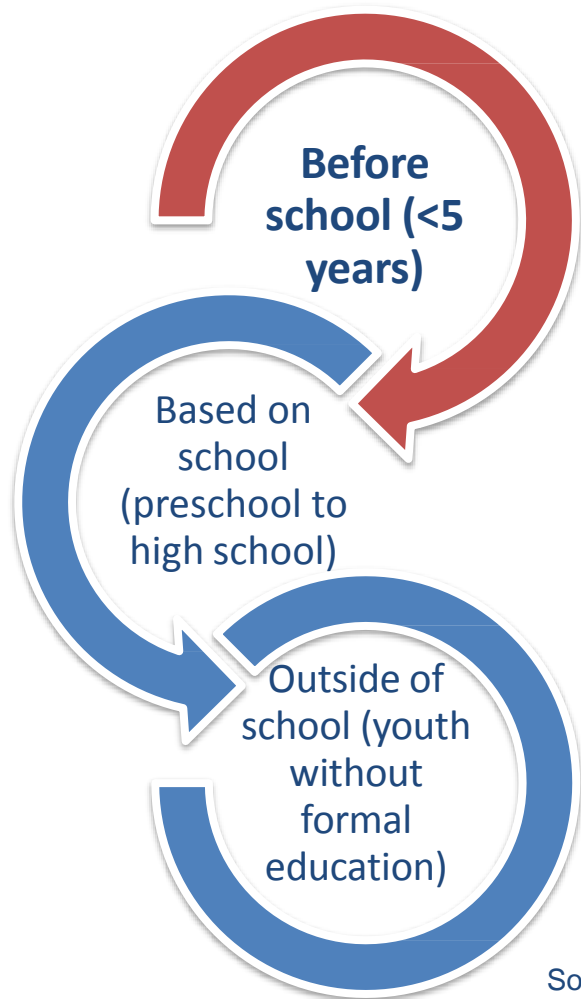 Before
school (<5
years)
Based on
school
(preschool to
high school)
Outside of
school (youth
without
formal
education)
So